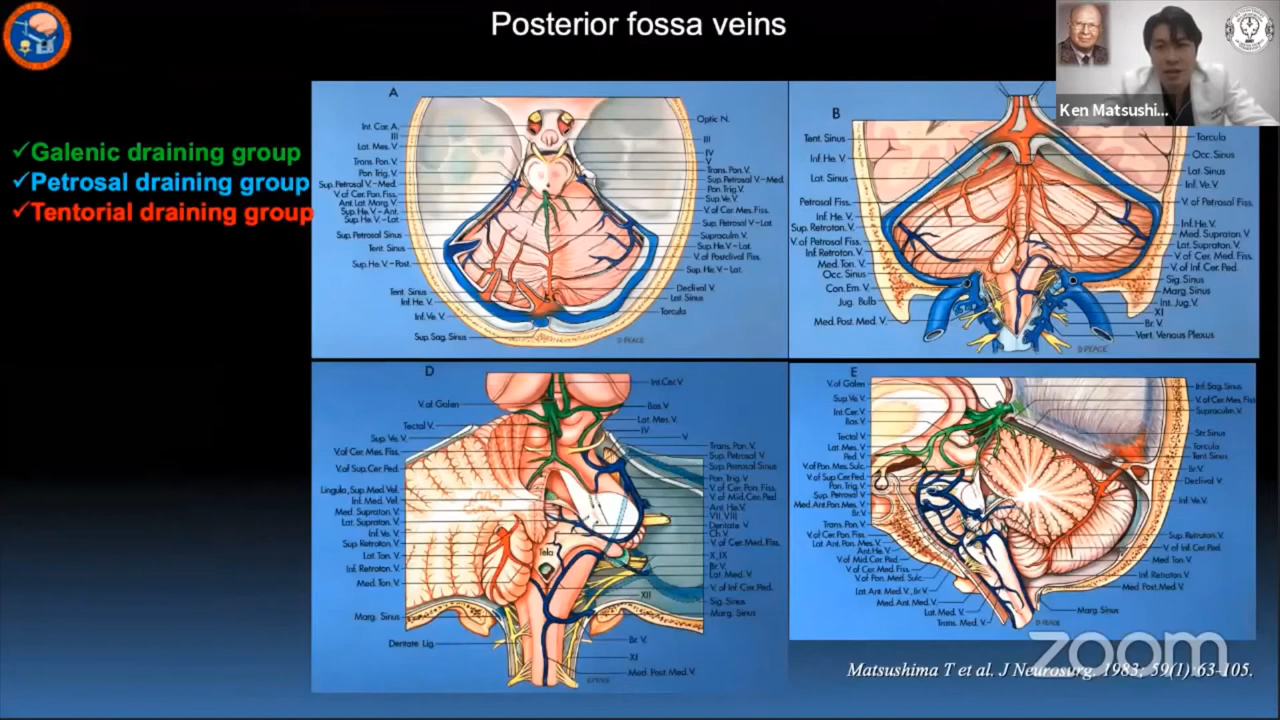 Posterior fossa veins
Ken Matsushi...
✓Galenic draining group
✓Petrosal draining group
✓Tentorial draining group
A
Int. Car. A.
III
Lat. Mes. V.
Trans. Pon. V.
Pon Trig. V.
Sup. Petrosal V.-Med.
V. of Cer. Pon. Fiss.
Ant. Lat. Marg. V.
Sup. He. V.-Ant.
Sup. He. V.-Lat.
Sup. Petrosal Sinus
Tent. Sinus
Sup. He. V.-Post.
Tent. Sinus
Inf. He. V.
Inf. Ve. V.
Sup. Sag. Sinus
Optic N.
III
IV
V
Trans. Pon. V.
Sup. Petrosal V.-Med.
Pon. Trig. V.
Sup. Ve. V.
V. of Cer. Mes. Fiss.
Sup. Petrosal V-Lat.
Supraculm. V.
Sup. He. V-Lat.
V. of Postclival Fiss.
Sup. He. V-Lat.
Declival V.
Lat. Sinus
Torcula
D PEACE
B
Tent. Sinus
Inf. He. V
Lat. Sinus
Petrosal Fiss.
Inf. He. V.
Sup. Retroton. V.
V. of Petrosal Fiss.
Inf. Retroton. V.
Med. Ton. V.
Occ. Sinus
Con. Em. V.
Jug. Bulb
Med. Post. Med. V.
Torcula
Occ. Sinus
Lat. Sinus
Inf. Ve. V.
V. of Petrosal Fiss.
Inf. He. V.
Med. Supraton. V.
Lat. Supraton. V.
V. of Cer. Med. Fiss.
V. of Inf. Cer. Ped.
Sig. Sinus
Marg. Sinus
Int. Jug. V.
XI
Br. V.
Vert. Venous Plexus
D-PEACE
D
V. of Galen
Tectal V.
Sup. Ve. V.
V. of Cer. Mes. Fiss.
V. of Sup. Cer. Ped.
Lingula, Sup. Med. Vel.
Inf. Med. Vel.
Med. Supraton. V.
Lat. Supraton. V.
Inf. Ve. V.
Sup. Retroton. V.
Lat. Ton. V.
Inf. Retroton. V.
Med. Ton. V.
Marg. Sinus
Dentate Lig.
Tela
Int. Cer. V
Bas. V.
Lat. Mes. V.
IV
V
Trans. Pon. V.
Sup. Petrosal V.
Sup. Petrosal Sinus
Pon. Trig. V.
V. of Cer. Pon. Fiss.
V. of Mid. Cer. Ped
Ant. He. V.
VII, VIII
Dentate V.
Ch. V.
V. of Cer. Med. Fiss.
X, IX
Br. V.
Lat. Med. V.
V. of Inf. Cer. Ped.
XII
Sig. Sinus
Marg. Sinus
Br. V.
XI
Med. Post. Med. V.
E
V. of Galen
Sup. Ve. V
Int. Cer. V.
Bas. V.
Tectal V.
Lat. Mes. V.
Ped. V.
V. of Pon. Mes. Sulc.
V. of Sup. Cer. Ped.
Pon. Trig. V.
Sup. Petrosal V
Med. Ant. Pon. Mes. V.
Br. V.
Trans. Pon. V.
V. of Cer. Pon. Fiss.
Lat. Ant. Pon. Mes. V.
Ant. He. V.
V. of Mid. Cer. Ped.
V. of Cer. Med. Fiss.
V. of Pon. Med. Sulc.
Lat. Ant. Med. V., Br. V
Med. Ant. Med. V.
Lat. Med. V.
Trans. Med. V.
Inf. Sag. Sinus
V. of Cer. Mes. Fiss
Supraculm. V.
Str. Sinus
Torcula
Tent. Sinus
Br. V.
Declival V.
Inf. Ve. V.
Sup. Retroton. V.
V. of Inf. Cer. Ped.
Med. Ton. V.
Inf. Retroton. V
Med. Post. Med. V.
Marg. Sinus
D-PEACE
zoom
Matsushima T et al. J Neurosurg. 1983; 59(1):63-105.